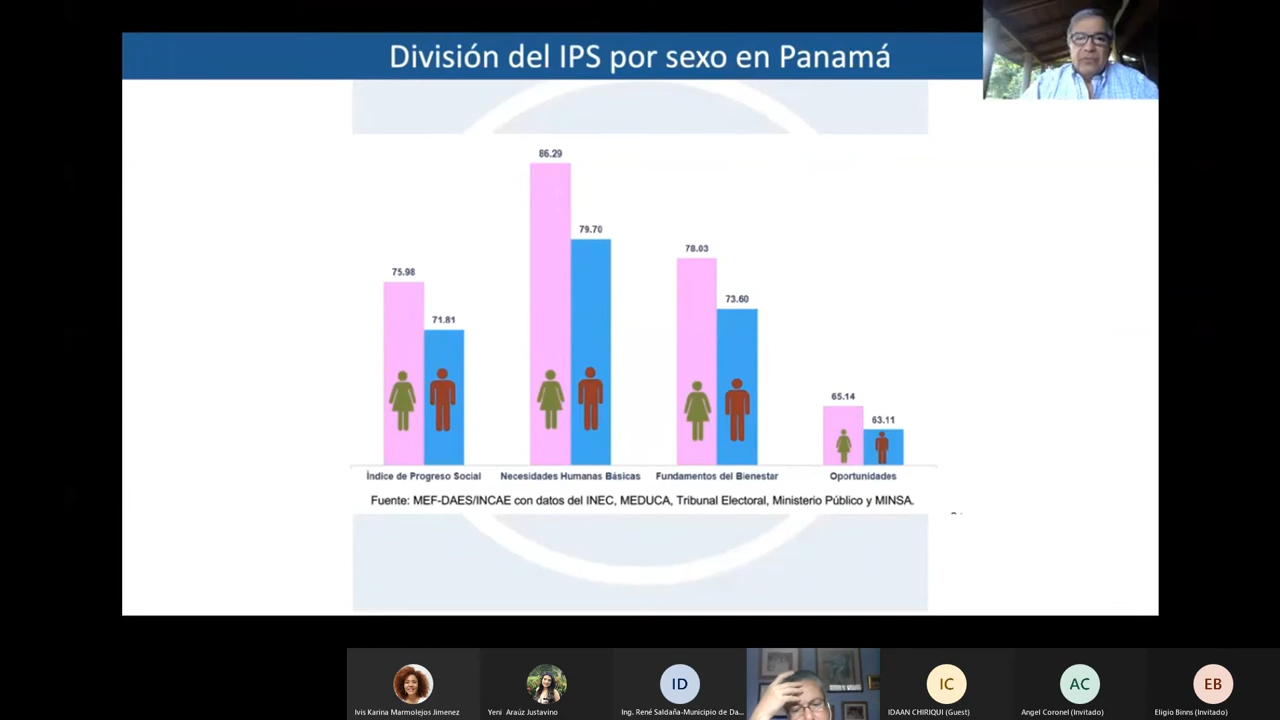 División del IPS por sexo en Panamá
86.29
79.70
78.03
75.98
73.60
71.81
65.14
63.11
Índice de Progreso Social
Necesidades Humanas Básicas
Fundamentos del Bienestar
Oportunidades
Fuente: MEF-DAES/INCAE con datos del INEC, MEDUCA, Tribunal Electoral, Ministerio Público y MINSA.
ID
IC
AC
EB
Ivis Karina Marmolejos Jimenez
Yeni Araúz Justavino
Ing. René Saldaña-Municipio de Da...
IDAAN CHIRIQUI (Guest)
Angel Coronel (Invitado)
Eligio Binns (Invitado)